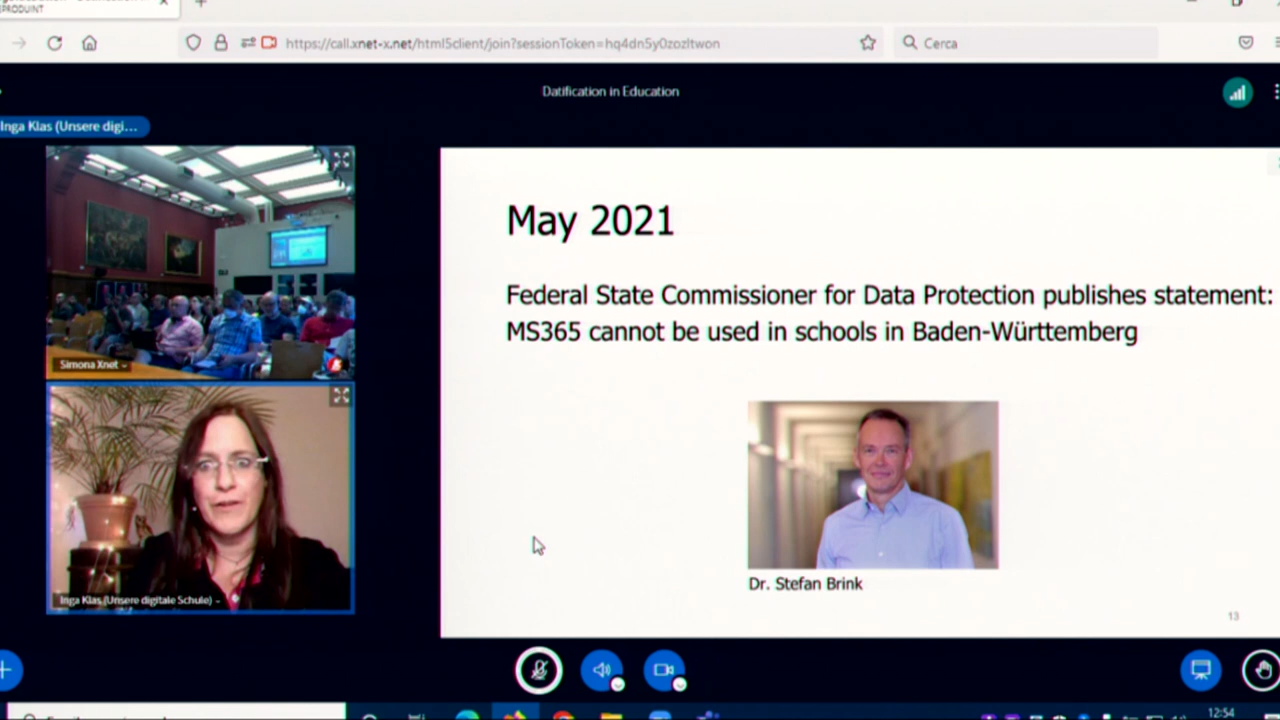 PRODUINT
https://call.xnet-x.net/html5client/join?sessionToken=hq4dn5y0zozltwon
Cerca
Datification in Education
Inga Klas (Unsere digi...
Simona Xnet
Inga Klas (Unsere digitale Schule)
May 2021
Federal State Commissioner for Data Protection publishes statement:
MS365 cannot be used in schools in Baden-Württemberg
Dr. Stefan Brink
13
12:54